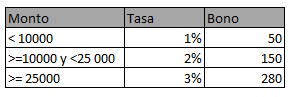 Monto Tasa Bono
< 10000 1% 50
>=10000 y <25 000 2% 150
>= 25000 3% 280